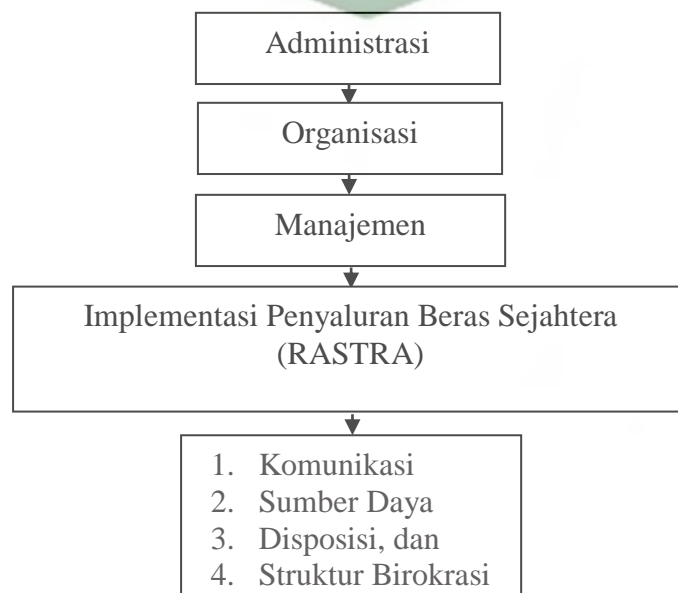 Administrasi
Organisasi
Manajemen
Implementasi Penyaluran Beras Sejahtera
(RASTRA)
1. Komunikasi
2. Sumber Daya
3. Disposisi, dan
4. Struktur Birokrasi